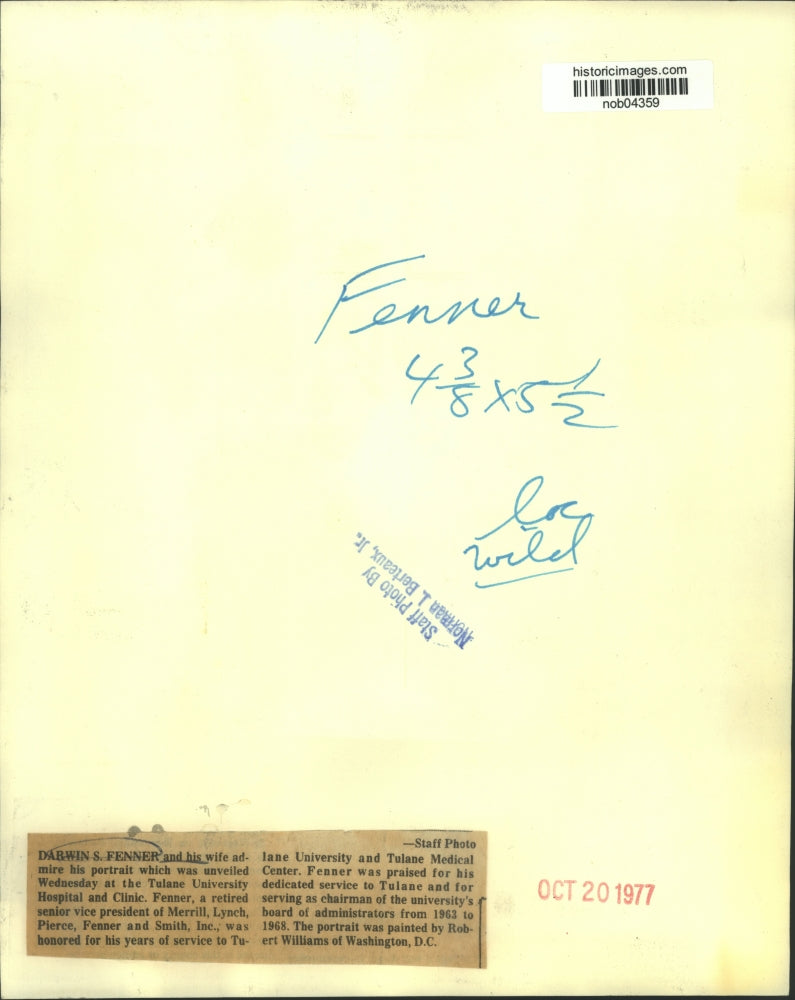 historicimages.com
nob04359
Fenner
4 3/8 x 5 1/2
loc
wild
Staff Photo By
Norman J. Berteaux, Jr.
—Staff Photo
DARWIN S. FENNER and his wife ad-
mire his portrait which was unveiled
Wednesday at the Tulane University
Hospital and Clinic. Fenner, a retired
senior vice president of Merrill, Lynch,
Pierce, Fenner and Smith, Inc., was
honored for his years of service to Tu-
lane University and Tulane Medical
Center. Fenner was praised for his
dedicated service to Tulane and for
serving as chairman of the university's
board of administrators from 1963 to
1968. The portrait was painted by Rob-
ert Williams of Washington, D.C.
OCT 20 1977